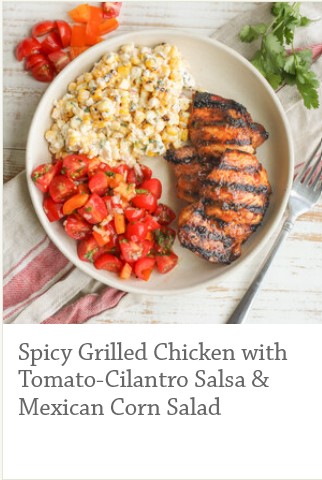 Spicy Grilled Chicken with
Tomato-Cilantro Salsa &
Mexican Corn Salad